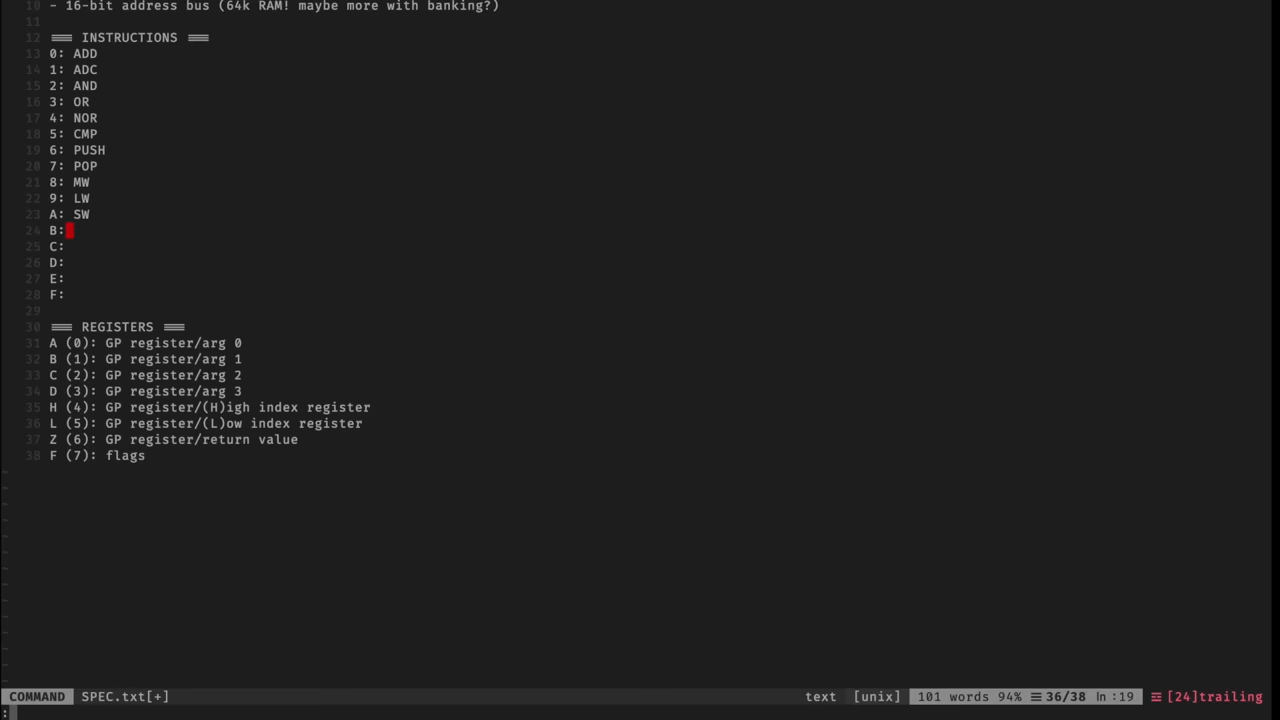 10 - 16-bit address bus (64k RAM! maybe more with banking?)
11
12 === INSTRUCTIONS ===
13 0: ADD
14 1: ADC
15 2: AND
16 3: OR
17 4: NOR
18 5: CMP
19 6: PUSH
20 7: POP
21 8: MW
22 9: LW
23 A: SW
24 B:
25 C:
26 D:
27 E:
28 F:
29
30 === REGISTERS ===
31 A (0): GP register/arg 0
32 B (1): GP register/arg 1
33 C (2): GP register/arg 2
34 D (3): GP register/arg 3
35 H (4): GP register/(H)igh index register
36 L (5): GP register/(L)ow index register
37 Z (6): GP register/return value
38 F (7): flags
~
~
~
~
~
~
~
~
~
~
~
~
~
COMMAND SPEC.txt[+] text [unix] 101 words 94% ☰ 36/38 ln :19 ☲ [24]trailing
: